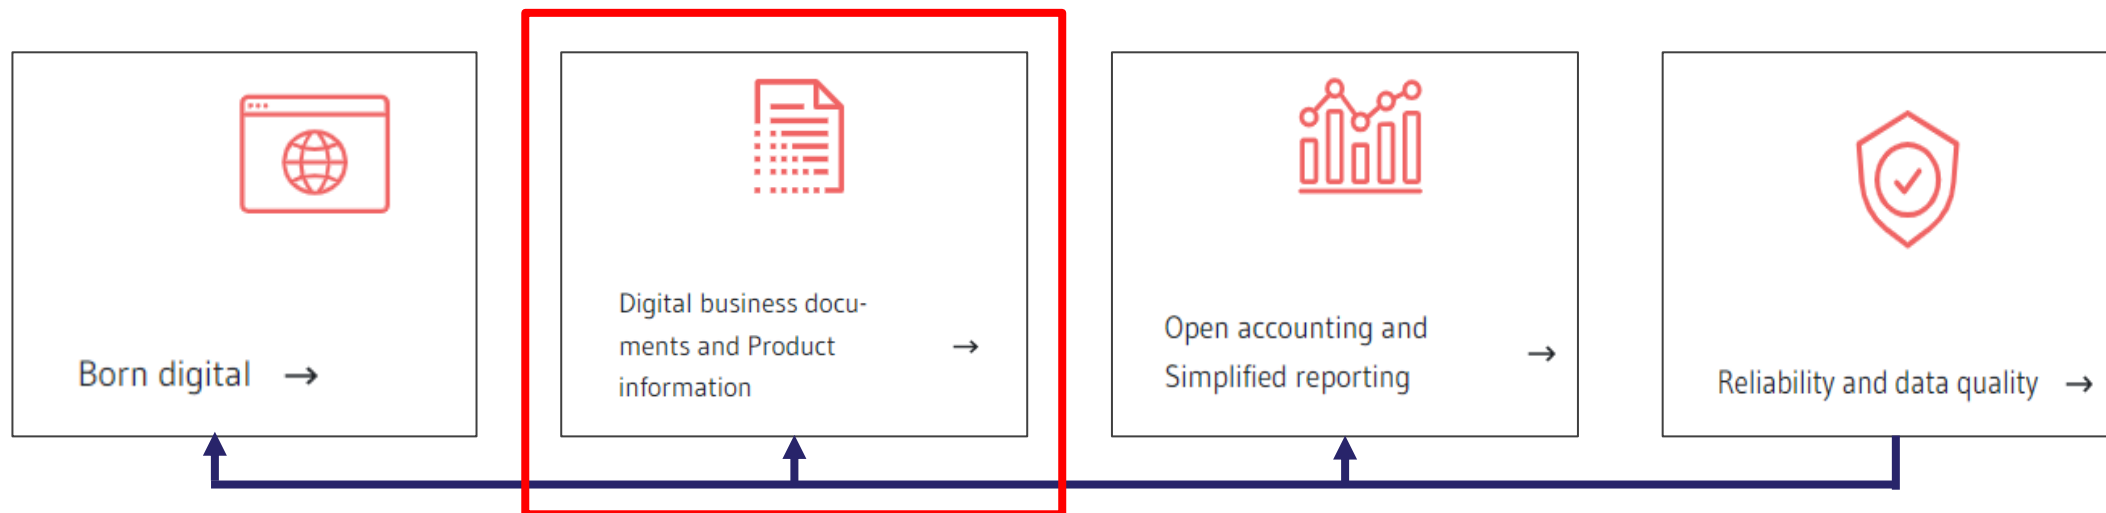 Born digital →
Digital business docu-
ments and Product
information →
Open accounting and
Simplified reporting →
Reliability and data quality →